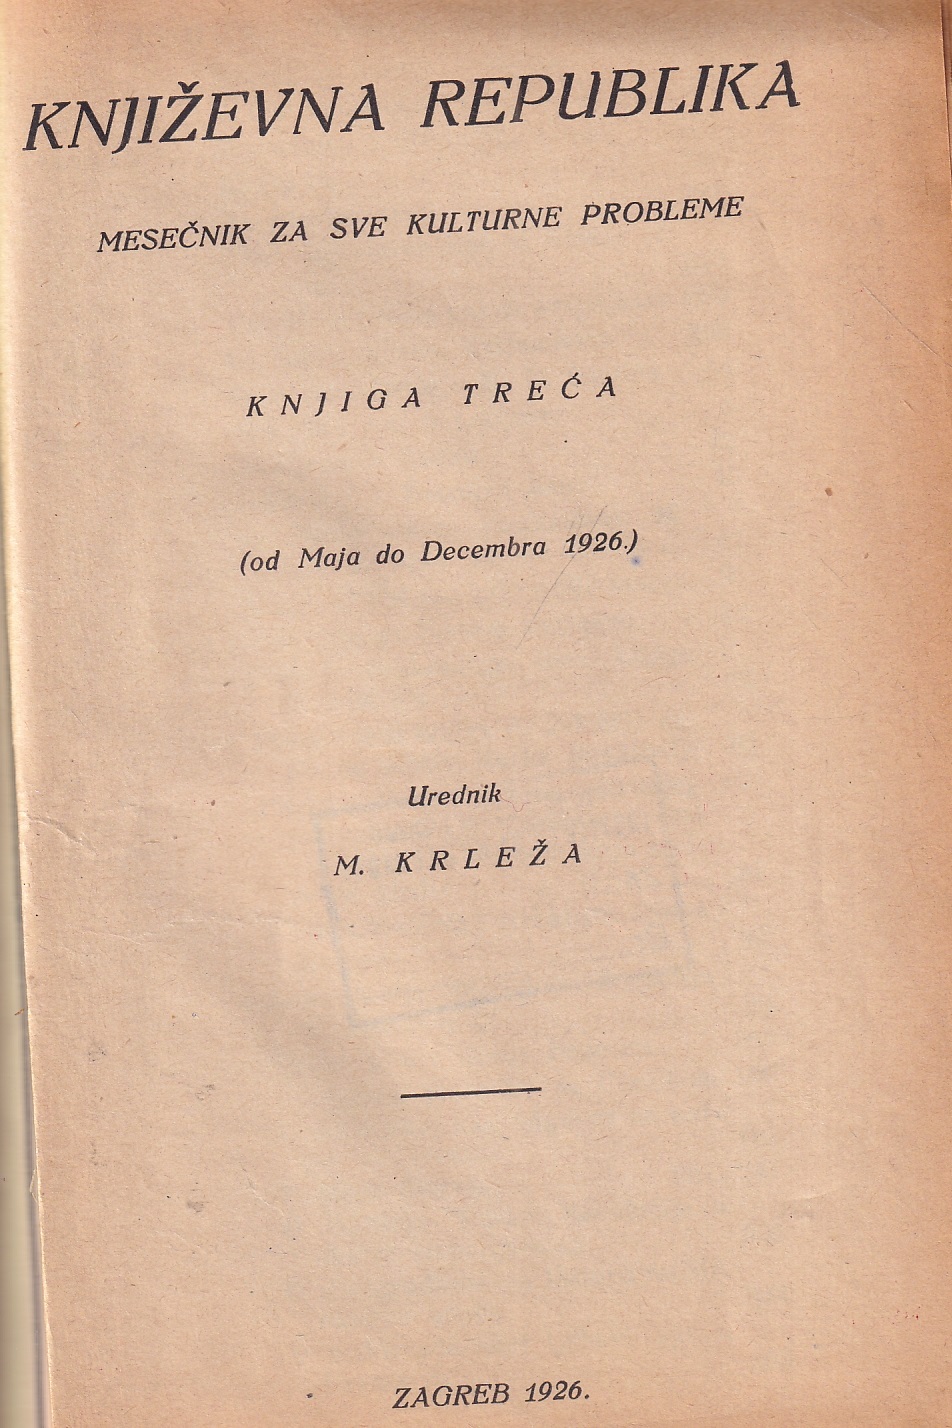 KNJIŽEVNA REPUBLIKA
MESEČNIK ZA SVE KULTURNE PROBLEME
KNJIGA TREĆA
(od Maja do Decembra 1926.)
Urednik
M. KRLEŽA
ZAGREB 1926.